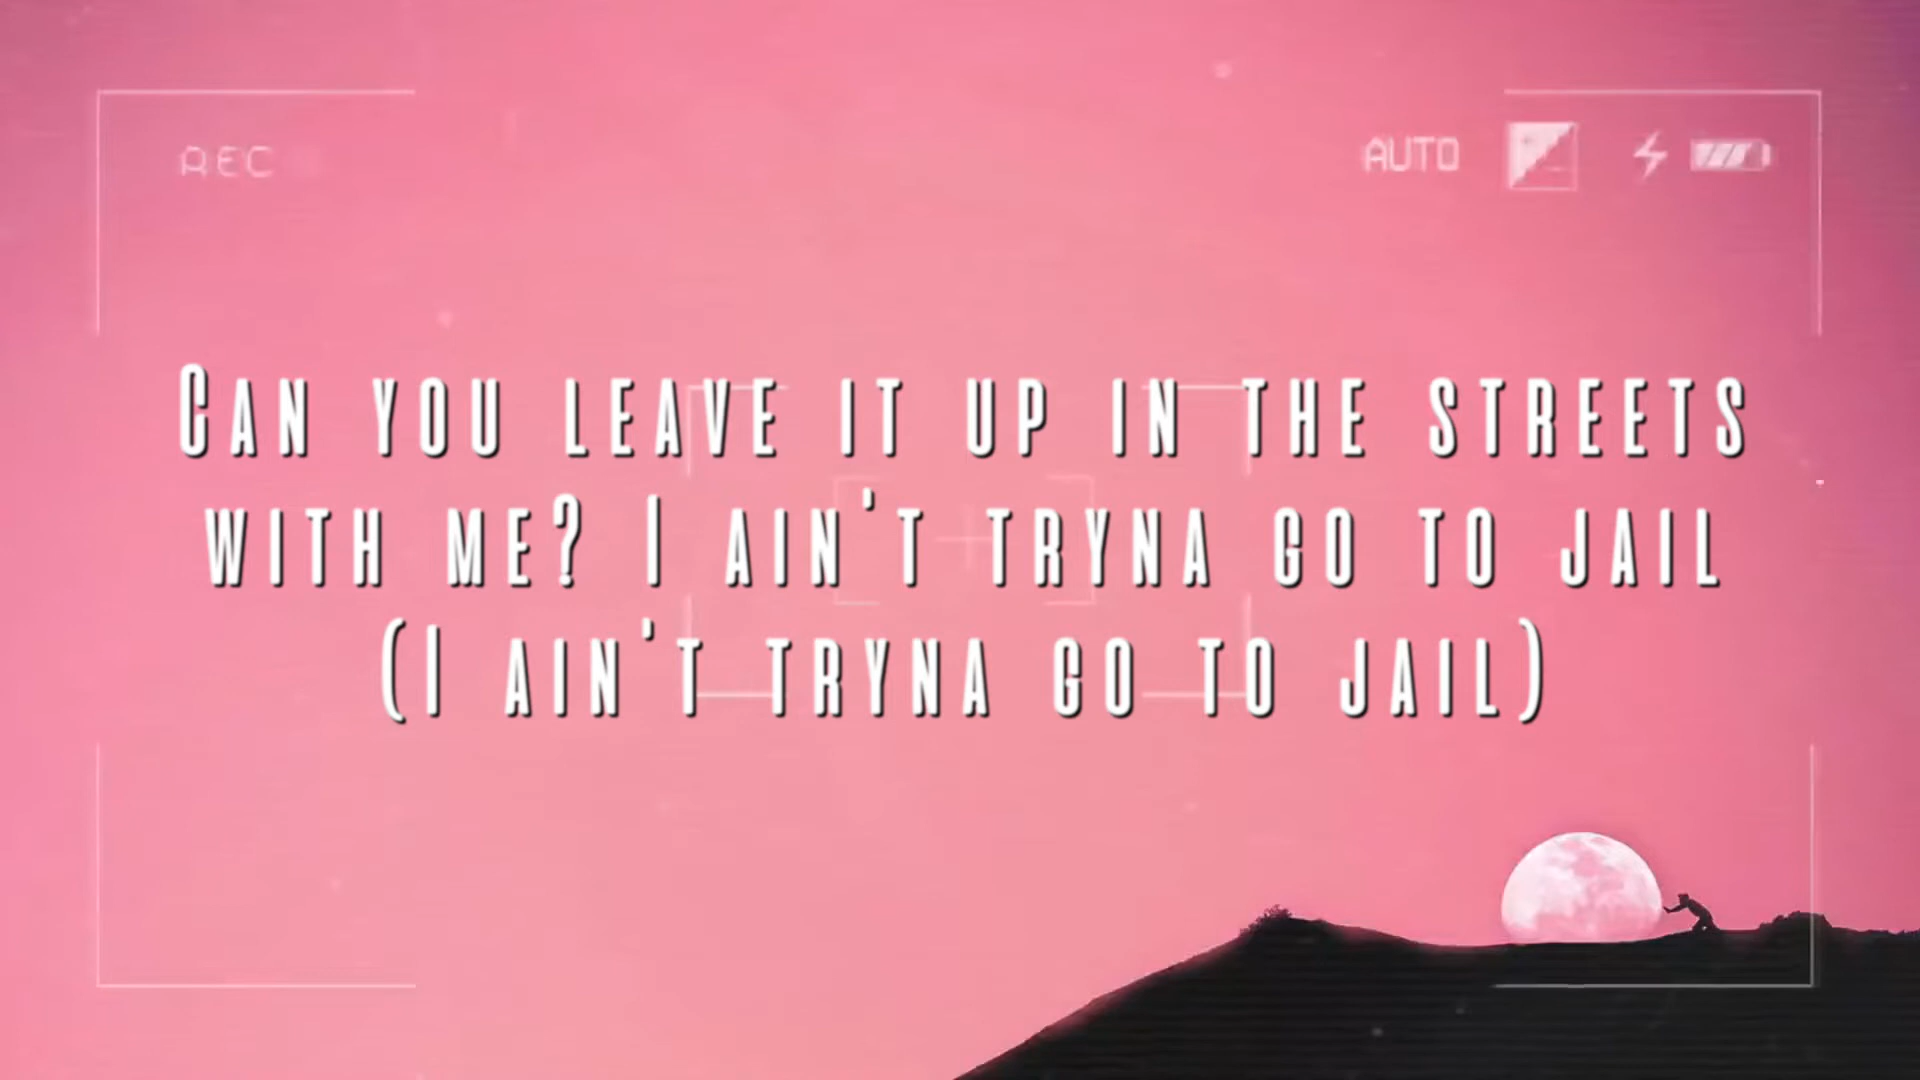 REC
AUTO
Can you leave it up in the streets
with me? I ain't tryna go to jail
(I ain't tryna go to jail)